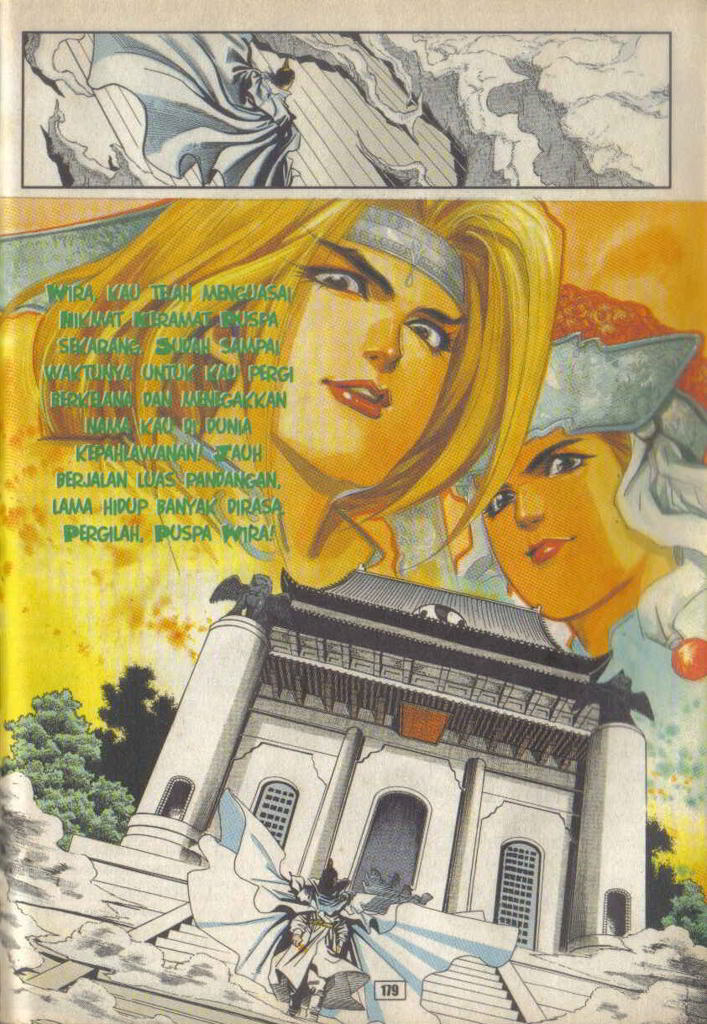 WIRA, KAU TELAH MENGUASAI
HIKMAT KERAMAT PUSPA
SEKARANG. SUDAH SAMPAI
WAKTUNYA UNTUK KAU PERGI
BERKELANA DAN MENEGAKKAN
NAMA KAU DI DUNIA
KEPAHLAWANAN! JAUH
BERJALAN LUAS PANDANGAN,
LAMA HIDUP BANYAK DIRASA.
PERGILAH, PUSPA WIRA!
179